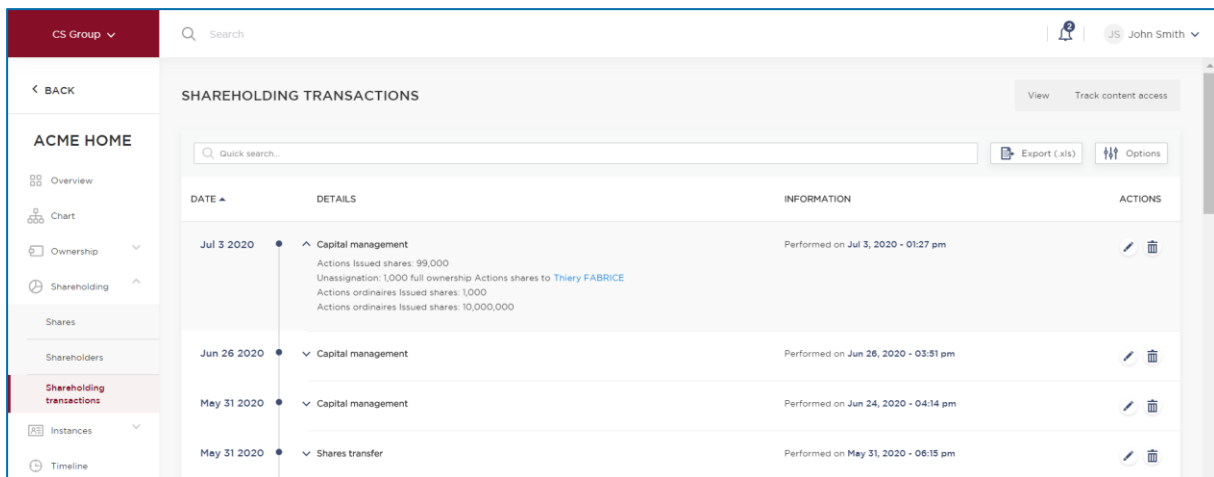 CS Group
Search
2
JS John Smith
BACK
SHAREHOLDING TRANSACTIONS
View Track content access
ACME HOME
Quick search...
Export (.xls)
Options
Overview
Chart
Ownership
Shareholding
Shares
Shareholders
Shareholding
transactions
Instances
Timeline
DATE DETAILS INFORMATION ACTIONS
Jul 3 2020 Capital management Performed on Jul 3, 2020 - 01:27 pm
Actions Issued shares: 99,000
Unassignation: 1,000 full ownership Actions shares to Thiery FABRICE
Actions ordinaires Issued shares: 1,000
Actions ordinaires Issued shares: 10,000,000
Jun 26 2020 Capital management Performed on Jun 26, 2020 - 03:51 pm
May 31 2020 Capital management Performed on Jun 24, 2020 - 04:14 pm
May 31 2020 Shares transfer Performed on May 31, 2020 - 06:15 pm